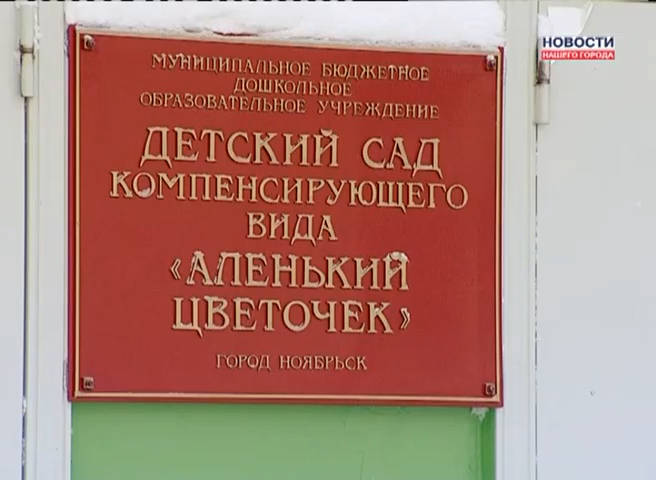 МУНИЦИПАЛЬНОЕ БЮДЖЕТНОЕ
ДОШКОЛЬНОЕ
ОБРАЗОВАТЕЛЬНОЕ УЧРЕЖДЕНИЕ
ДЕТСКИЙ САД
КОМПЕНСИРУЮЩЕГО
ВИДА
«АЛЕНЬКИЙ
ЦВЕТОЧЕК»
ГОРОД НОЯБРЬСК
НОВОСТИ
НАШЕГО ГОРОДА